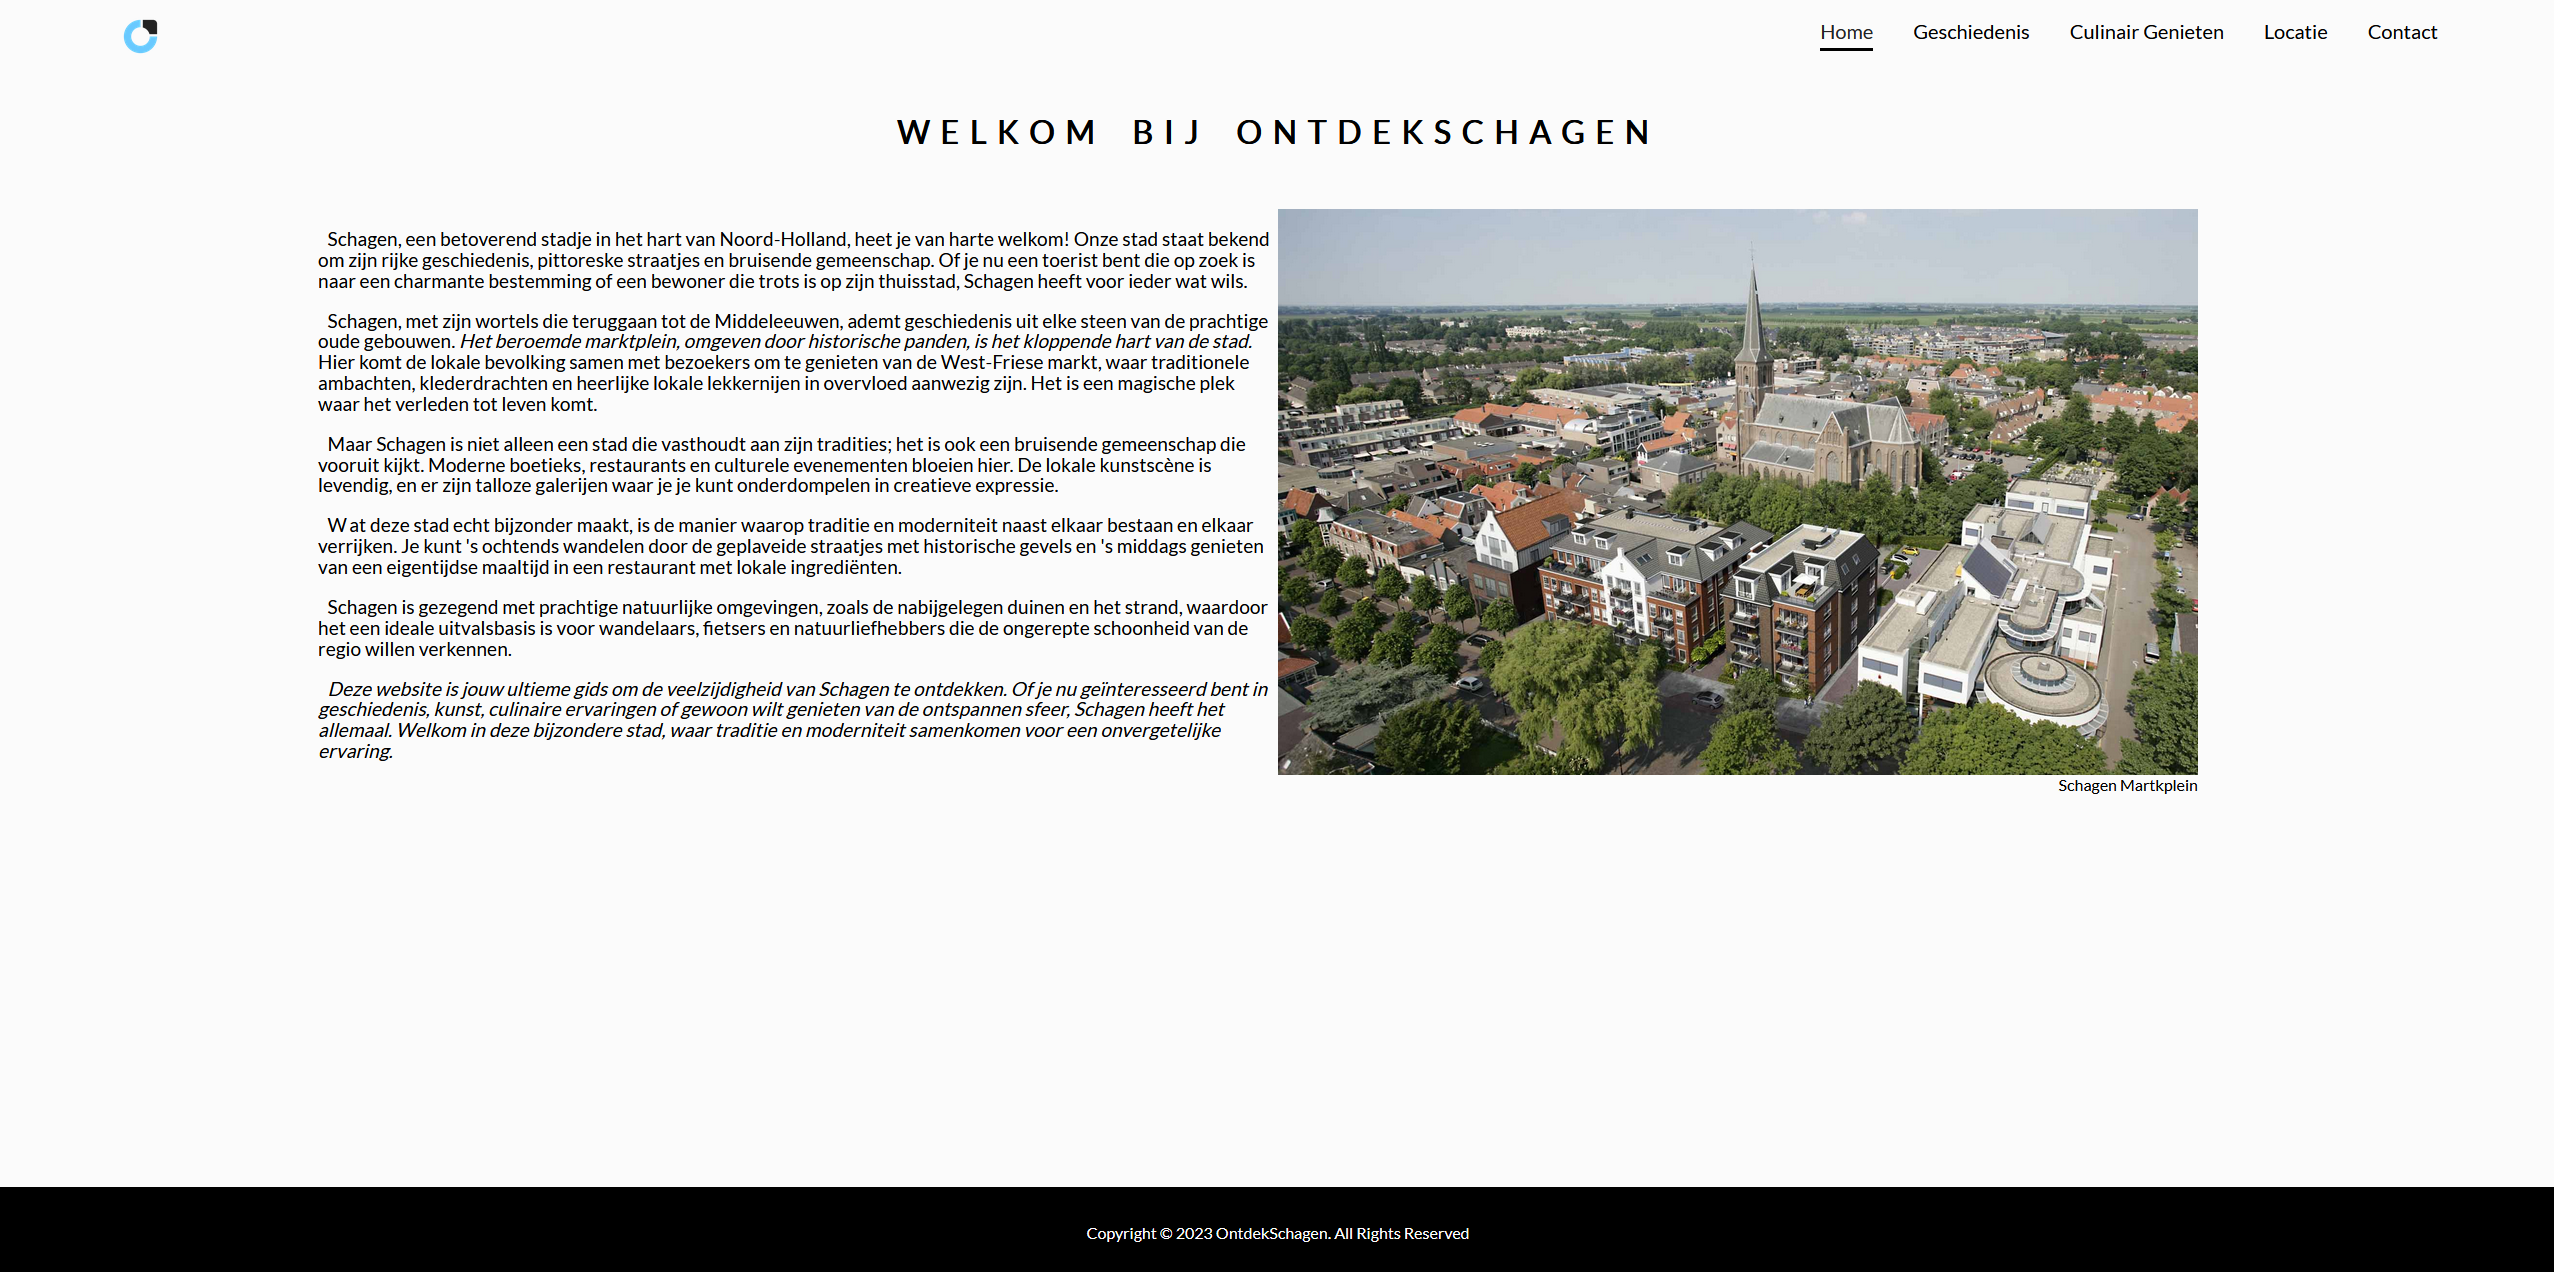 Home Geschiedenis Culinair Genieten Locatie Contact
WELKOM BIJ ONTDEKSCHAGEN
Schagen, een betoverend stadje in het hart van Noord-Holland, heet je van harte welkom! Onze stad staat bekend
om zijn rijke geschiedenis, pittoreske straatjes en bruisende gemeenschap. Of je nu een toerist bent die op zoek is
naar een charmante bestemming of een bewoner die trots is op zijn thuisstad, Schagen heeft voor ieder wat wils.
Schagen, met zijn wortels die teruggaan tot de Middeleeuwen, ademt geschiedenis uit elke steen van de prachtige
oude gebouwen. Het beroemde marktplein, omgeven door historische panden, is het kloppende hart van de stad.
Hier komt de lokale bevolking samen met bezoekers om te genieten van de West-Friese markt, waar traditionele
ambachten, klederdrachten en heerlijke lokale lekkernijen in overvloed aanwezig zijn. Het is een magische plek
waar het verleden tot leven komt.
Maar Schagen is niet alleen een stad die vasthoudt aan zijn tradities; het is ook een bruisende gemeenschap die
vooruit kijkt. Moderne boetieks, restaurants en culturele evenementen bloeien hier. De lokale kunstscène is
levendig, en er zijn talloze galerijen waar je je kunt onderdompelen in creatieve expressie.
Wat deze stad echt bijzonder maakt, is de manier waarop traditie en moderniteit naast elkaar bestaan en elkaar
verrijken. Je kunt 's ochtends wandelen door de geplaveide straatjes met historische gevels en 's middags genieten
van een eigentijdse maaltijd in een restaurant met lokale ingrediënten.
Schagen is gezegend met prachtige natuurlijke omgevingen, zoals de nabijgelegen duinen en het strand, waardoor
het een ideale uitvalsbasis is voor wandelaars, fietsers en natuurliefhebbers die de ongerepte schoonheid van de
regio willen verkennen.
Deze website is jouw ultieme gids om de veelzijdigheid van Schagen te ontdekken. Of je nu geïnteresseerd bent in
geschiedenis, kunst, culinaire ervaringen of gewoon wilt genieten van de ontspannen sfeer, Schagen heeft het
allemaal. Welkom in deze bijzondere stad, waar traditie en moderniteit samenkomen voor een onvergetelijke
ervaring.
Schagen Martkplein
Copyright © 2023 OntdekSchagen. All Rights Reserved